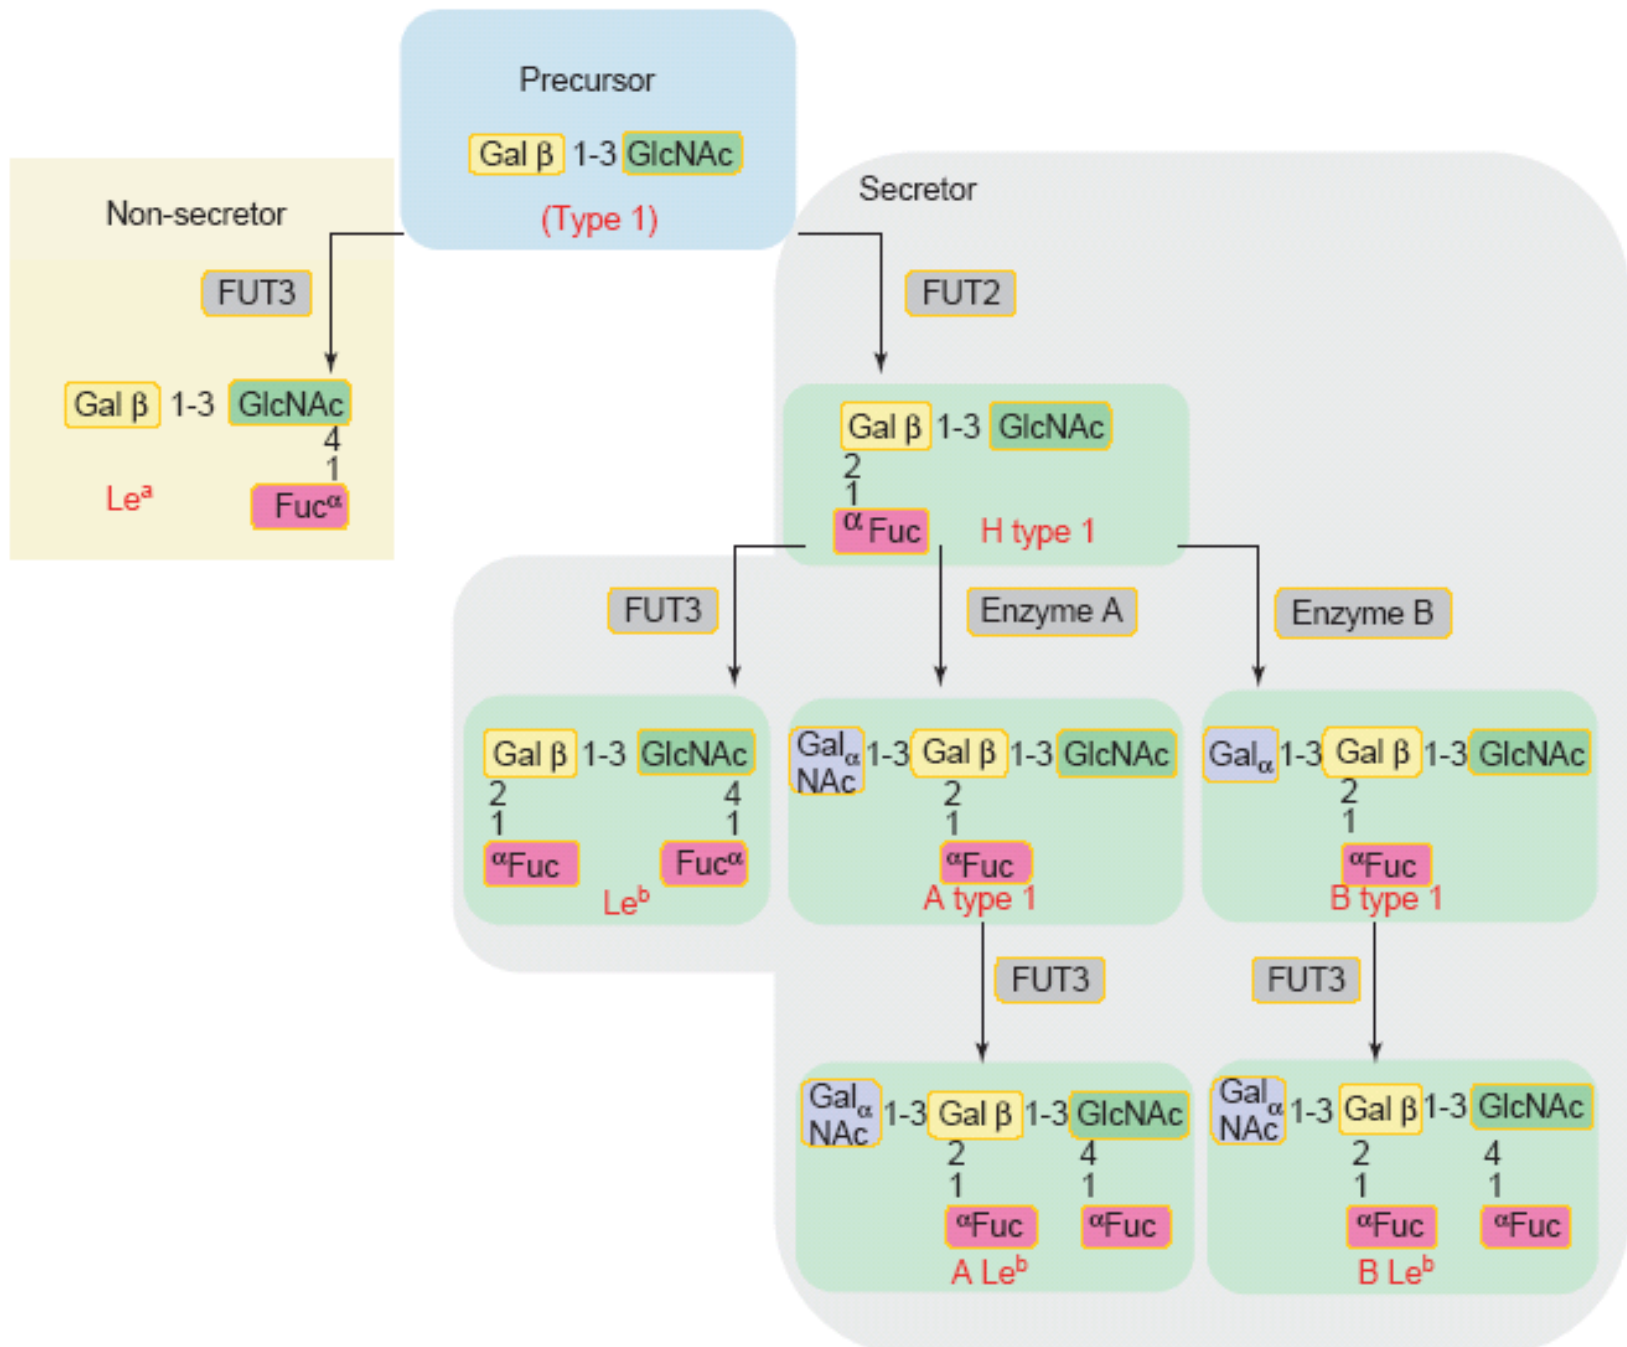 Precursor
Gal β 1-3 GlcNAc
(Type 1)
Non-secretor
Secretor
FUT3
FUT2
Gal β 1-3 GlcNAc
4
1
Fucα
Lea
Gal β 1-3 GlcNAc
2
1
α Fuc
H type 1
FUT3
Enzyme A
Enzyme B
Gal β 1-3 GlcNAc
2 4
1 1
αFuc Fucα
Leb
Galα NAc 1-3 Gal β 1-3 GlcNAc
2
1
αFuc
A type 1
Galα 1-3 Gal β 1-3 GlcNAc
2
1
αFuc
B type 1
FUT3
FUT3
Galα NAc 1-3 Gal β 1-3 GlcNAc
2 4
1 1
αFuc αFuc
A Leb
Galα NAc 1-3 Gal β 1-3 GlcNAc
2 4
1 1
αFuc αFuc
B Leb